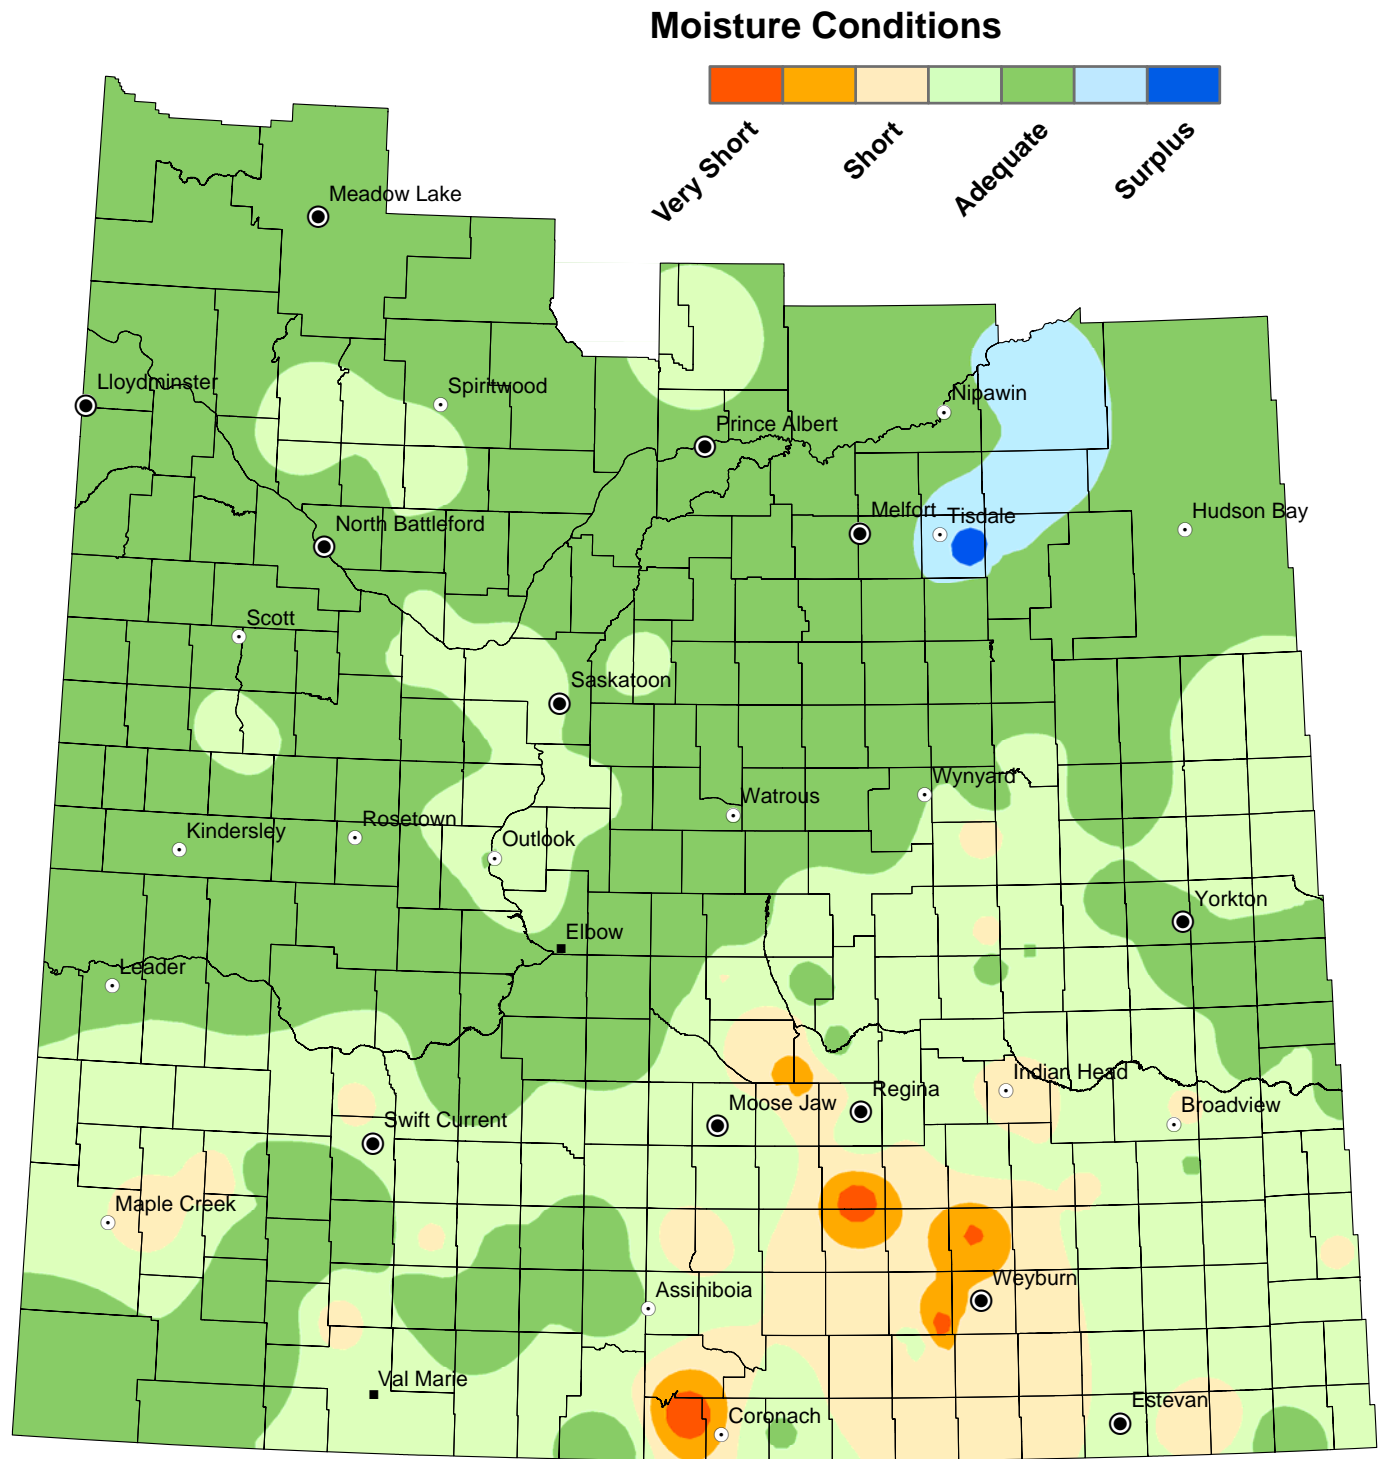 Moisture Conditions
Very Short
Short
Adequate
Surplus
Meadow Lake
Lloydminster
Spiritwood
Nipawin
Prince Albert
North Battleford
Melfort
Tisdale
Hudson Bay
Scott
Saskatoon
Wynyard
Watrous
Kindersley
Rosetown
Outlook
Yorkton
Elbow
Leader
Indian Head
Regina
Moose Jaw
Broadview
Swift Current
Maple Creek
Weyburn
Assiniboia
Val Marie
Coronach
Estevan